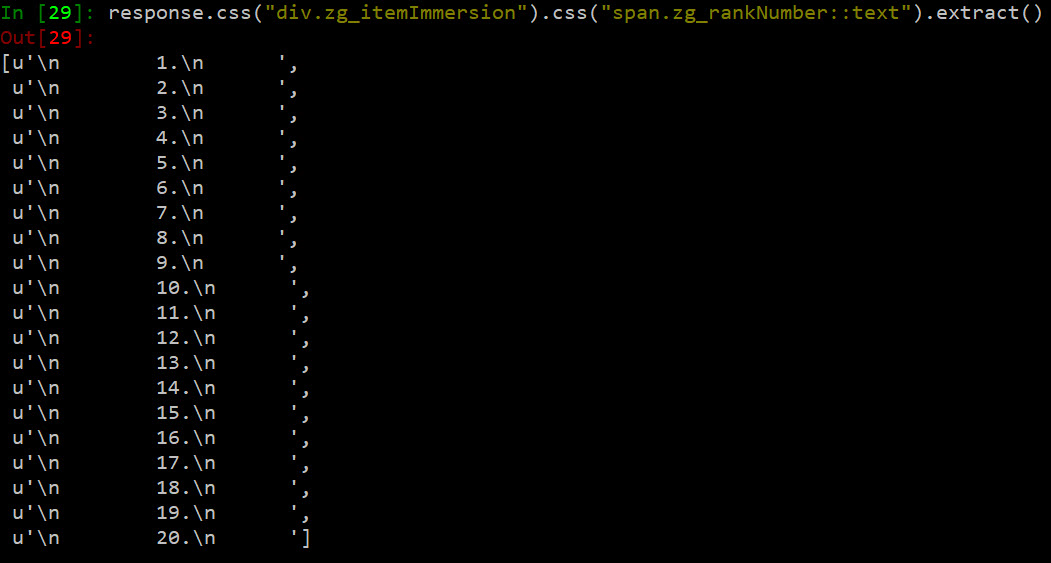 In [29]: response.css("div.zg_itemImmersion").css("span.zg_rankNumber::text").extract()
Out[29]:
[u'\n        1.\n      ',
 u'\n        2.\n      ',
 u'\n        3.\n      ',
 u'\n        4.\n      ',
 u'\n        5.\n      ',
 u'\n        6.\n      ',
 u'\n        7.\n      ',
 u'\n        8.\n      ',
 u'\n        9.\n      ',
 u'\n        10.\n      ',
 u'\n        11.\n      ',
 u'\n        12.\n      ',
 u'\n        13.\n      ',
 u'\n        14.\n      ',
 u'\n        15.\n      ',
 u'\n        16.\n      ',
 u'\n        17.\n      ',
 u'\n        18.\n      ',
 u'\n        19.\n      ',
 u'\n        20.\n      ']